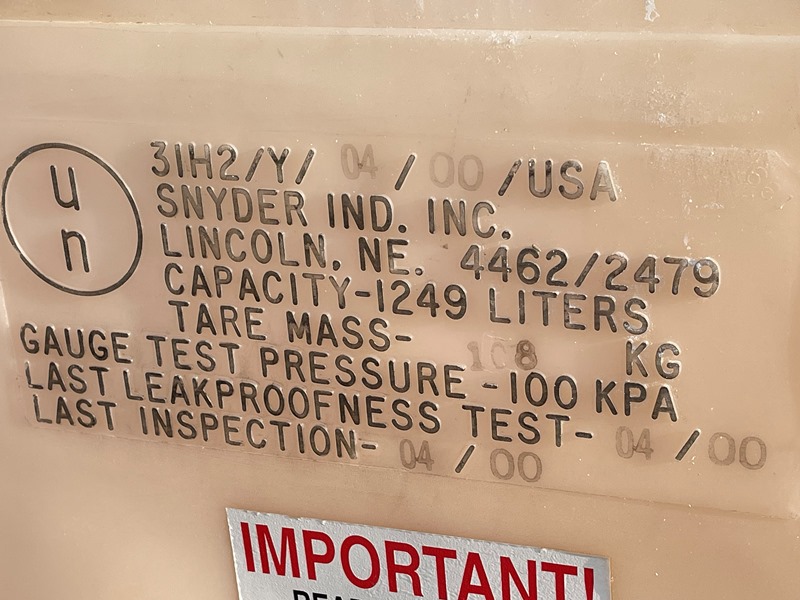 un
31H2/Y/ 04 / 00 /USA
SNYDER IND. INC.
LINCOLN, NE. 4462/2479
CAPACITY-1249 LITERS
TARE MASS- KG
GAUGE TEST PRESSURE -100 KPA
LAST LEAKPROOFNESS TEST- 04 / 00
LAST INSPECTION- 04 / 00
IMPORTANT!